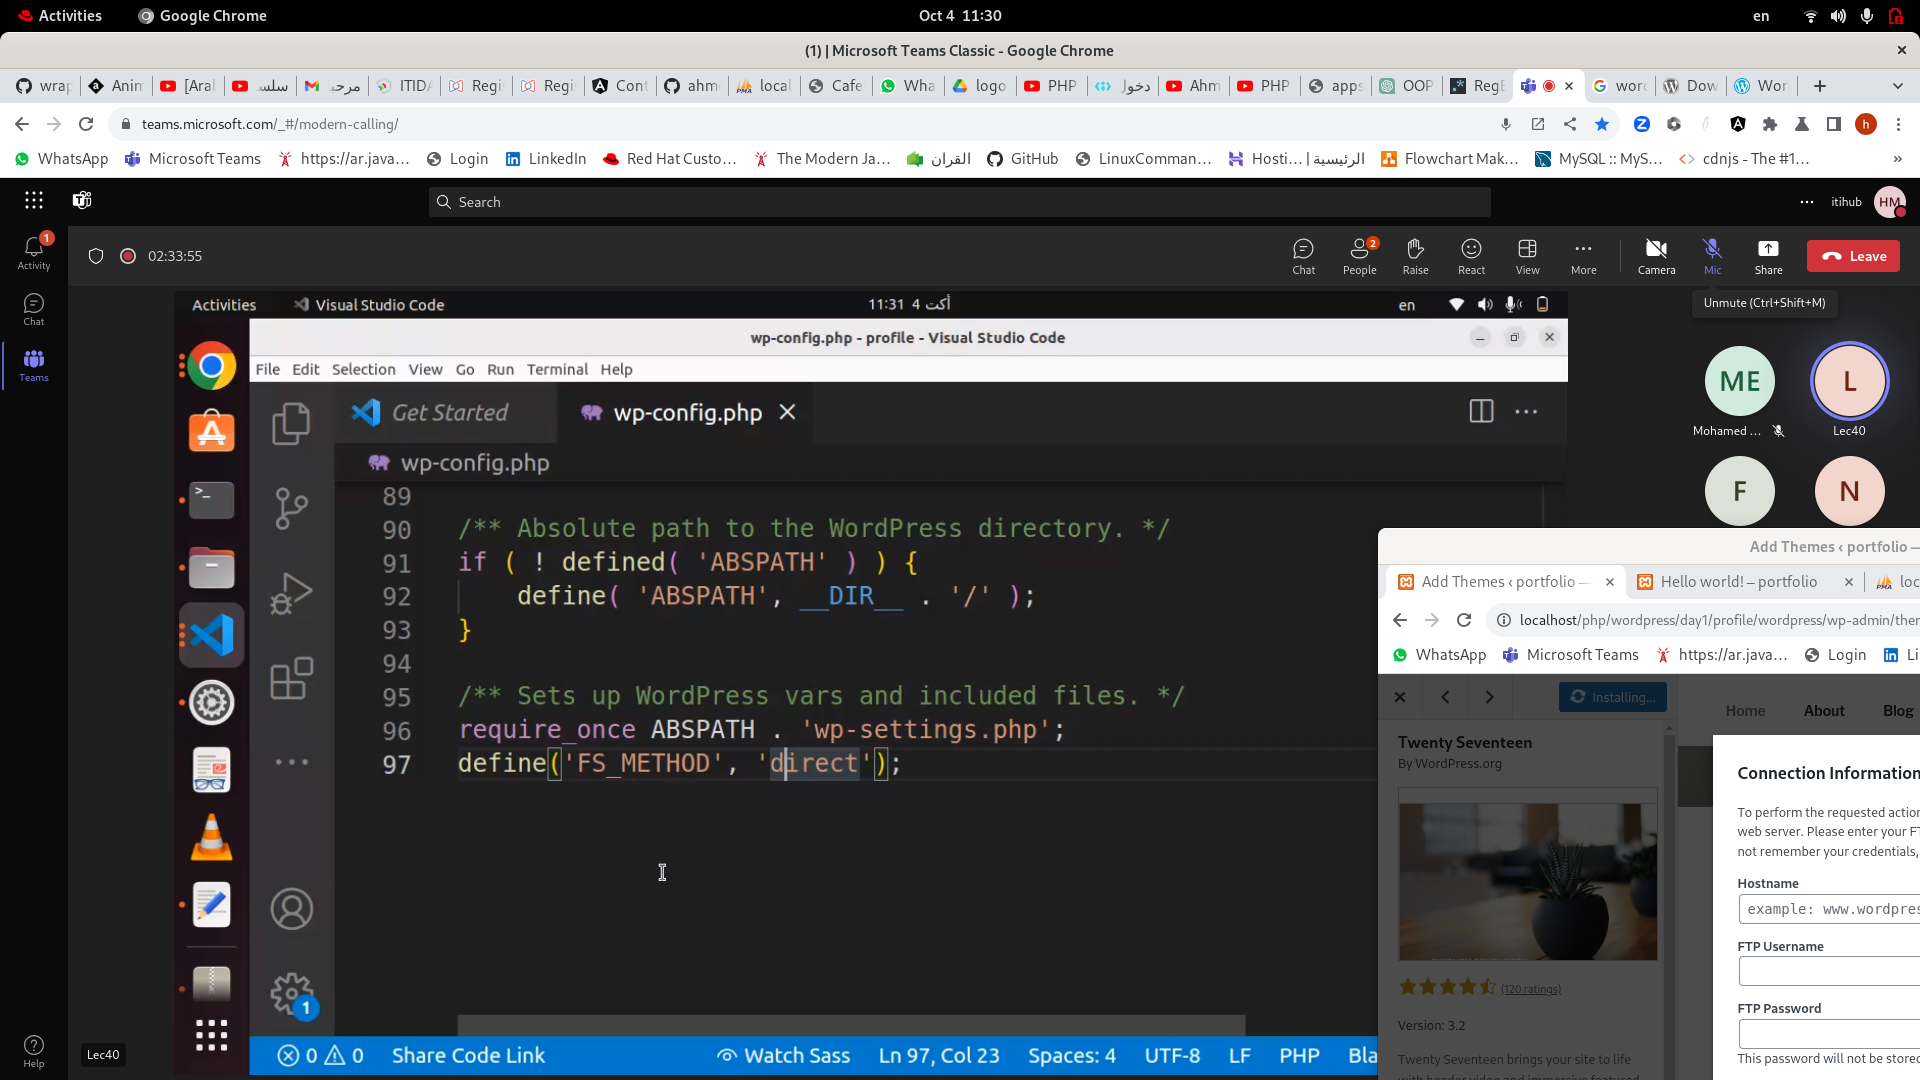 Activities
Google Chrome
Oct 4 11:30
en
(1) | Microsoft Teams Classic - Google Chrome
wrap
Anim
[Arab
سلسـ
مرحبـ
ITIDA
Regi
Regi
Cont
ahm
local
Cafe
Wha
logo
PHP
دخول
Ahm
PHP
apps
OOP
RegE
word
Dow
Wor
teams.microsoft.com/_#/modern-calling/
h
WhatsApp
Microsoft Teams
https://ar.java...
Login
LinkedIn
Red Hat Custo...
The Modern Ja...
القرآن
GitHub
LinuxComman...
Hosti... | الرئيسية
Flowchart Mak...
MySQL :: MyS...
cdnjs - The #1...
»
Search
itihub
HM
1
Activity
Chat
Teams
Help
02:33:55
Chat
2
People
Raise
React
View
More
Camera
Mic
Share
Leave
Unmute (Ctrl+Shift+M)
Activities
Visual Studio Code
أكت 4 11:31
en
wp-config.php - profile - Visual Studio Code
File Edit Selection View Go Run Terminal Help
Get Started
wp-config.php
wp-config.php
89
90 /** Absolute path to the WordPress directory. */
91 if ( ! defined( 'ABSPATH' ) ) {
92 define( 'ABSPATH', __DIR__ . '/' );
93 }
94
95 /** Sets up WordPress vars and included files. */
96 require_once ABSPATH . 'wp-settings.php';
97 define('FS_METHOD', 'direct');
1
0 0 Share Code Link
Watch Sass Ln 97, Col 23 Spaces: 4 UTF-8 LF PHP Bla
Lec40
ME
Mohamed ...
L
Lec40
F
N
Add Themes ‹ portfolio —
Add Themes ‹ portfolio —
Hello world! – portfolio
loc
localhost/php/wordpress/day1/profile/wordpress/wp-admin/ther
WhatsApp
Microsoft Teams
https://ar.java...
Login
Li
Installing...
Home
About
Blog
Twenty Seventeen
By WordPress.org
(120 ratings)
Version: 3.2
Twenty Seventeen brings your site to life
Connection Information
To perform the requested action
web server. Please enter your FT
not remember your credentials,
Hostname
example: www.wordpres
FTP Username
FTP Password
This password will not be stored